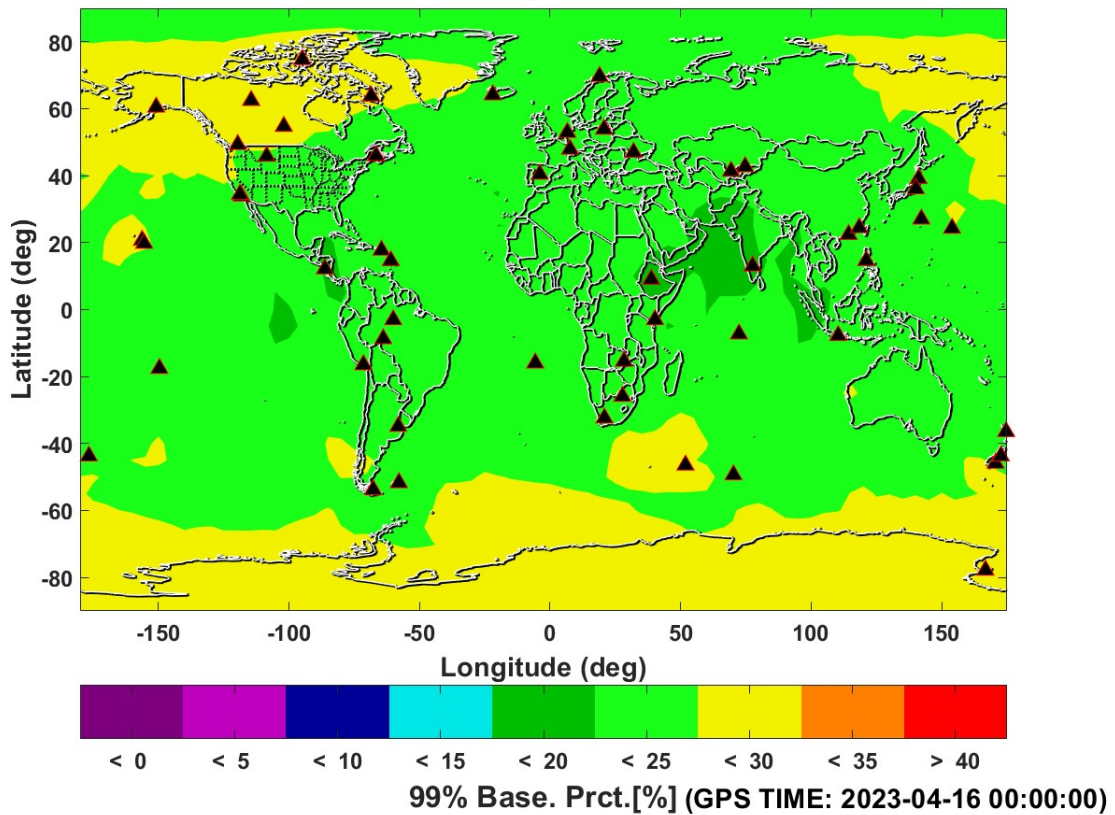 80
60
40
20
0
-20
-40
-60
-80
Latitude (deg)
-150 -100 -50 0 50 100 150
Longitude (deg)
< 0 < 5 < 10 < 15 < 20 < 25 < 30 < 35 > 40
99% Base. Prct.[%] (GPS TIME: 2023-04-16 00:00:00)